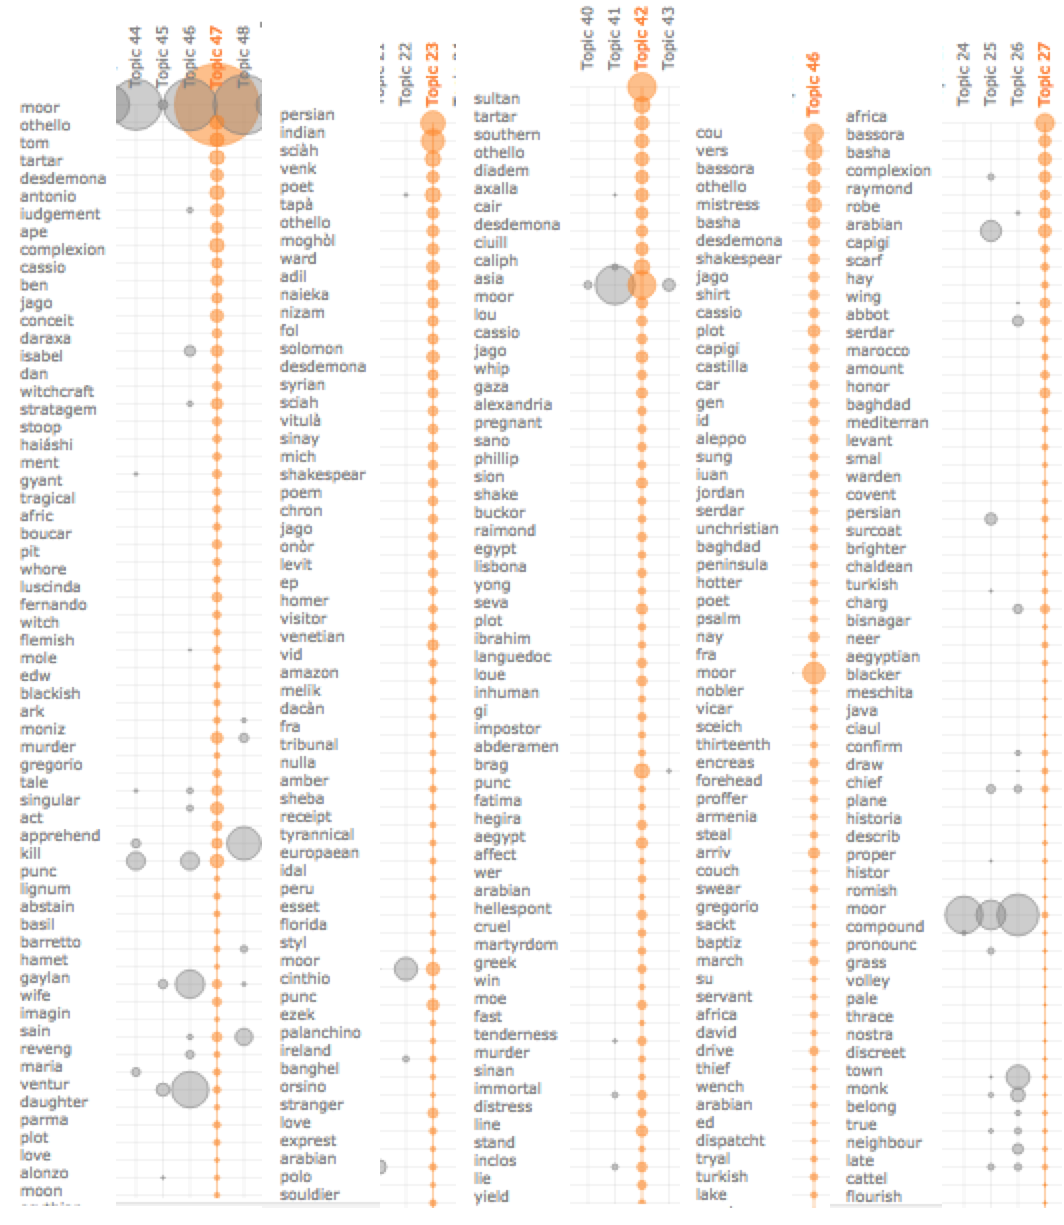 Topic 44
Topic 45
Topic 46
Topic 47
Topic 48
moor
othello
tom
tartar
desdemona
antonio
iudgement
ape
complexion
cassio
ben
jago
conceit
daraxa
isabel
dan
witchcraft
stratagem
stoop
haiáshi
ment
gyant
tragical
afric
boucar
pit
whore
luscinda
fernando
witch
flemish
mole
edw
blackish
ark
moniz
murder
gregorio
tale
singular
act
apprehend
kill
punc
lignum
abstain
basil
barretto
hamet
gaylan
wife
imagin
sain
reveng
maria
ventur
daughter
parma
plot
love
alonzo
moon
Topic 22
Topic 23
persian
indian
sciàh
venk
poet
tapà
othello
moghòl
ward
adil
naieka
nizam
fol
solomon
desdemona
syrian
sciah
vitulà
sinay
mich
shakespear
poem
chron
jago
onòr
levit
ep
homer
visitor
venetian
vid
amazon
melik
dacàn
fra
tribunal
nulla
amber
sheba
receipt
tyrannical
europaean
idal
peru
esset
florida
styl
moor
cinthio
punc
ezek
palanchino
ireland
banghel
orsino
stranger
love
exprest
arabian
polo
souldier
Topic 40
Topic 41
Topic 42
Topic 43
sultan
tartar
southern
othello
diadem
axalla
cair
desdemona
ciuill
caliph
asia
moor
lou
cassio
jago
whip
gaza
alexandria
pregnant
sano
phillip
sion
shake
buckor
raimond
egypt
lisbona
yong
seva
plot
ibrahim
languedoc
loue
inhuman
gi
impostor
abderamen
brag
punc
fatima
hegira
aegypt
affect
wer
arabian
hellespont
cruel
martyrdom
greek
win
moe
fast
tenderness
murder
sinan
immortal
distress
line
stand
inclos
lie
yield
Topic 46
cou
vers
bassora
othello
mistress
basha
desdemona
shakespear
jago
shirt
cassio
plot
capigi
castilla
car
gen
id
aleppo
sung
iuan
jordan
serdar
unchristian
baghdad
peninsula
hotter
poet
psalm
nay
fra
moor
nobler
vicar
sceich
thirteenth
encreas
forehead
proffer
armenia
steal
arriv
couch
swear
gregorio
sackt
baptiz
march
su
servant
africa
david
drive
thief
wench
arabian
ed
dispatcht
tryal
turkish
lake
Topic 24
Topic 25
Topic 26
Topic 27
africa
bassora
basha
complexion
raymond
robe
arabian
capigi
scarf
hay
wing
abbot
serdar
marocco
amount
honor
baghdad
mediterran
levant
smal
warden
covent
persian
surcoat
brighter
chaldean
turkish
charg
bisnagar
neer
aegyptian
blacker
meschita
java
ciaul
confirm
draw
chief
plane
historia
describ
proper
histor
romish
moor
compound
pronounc
grass
volley
pale
thrace
nostra
discreet
town
monk
belong
true
neighbour
late
cattel
flourish